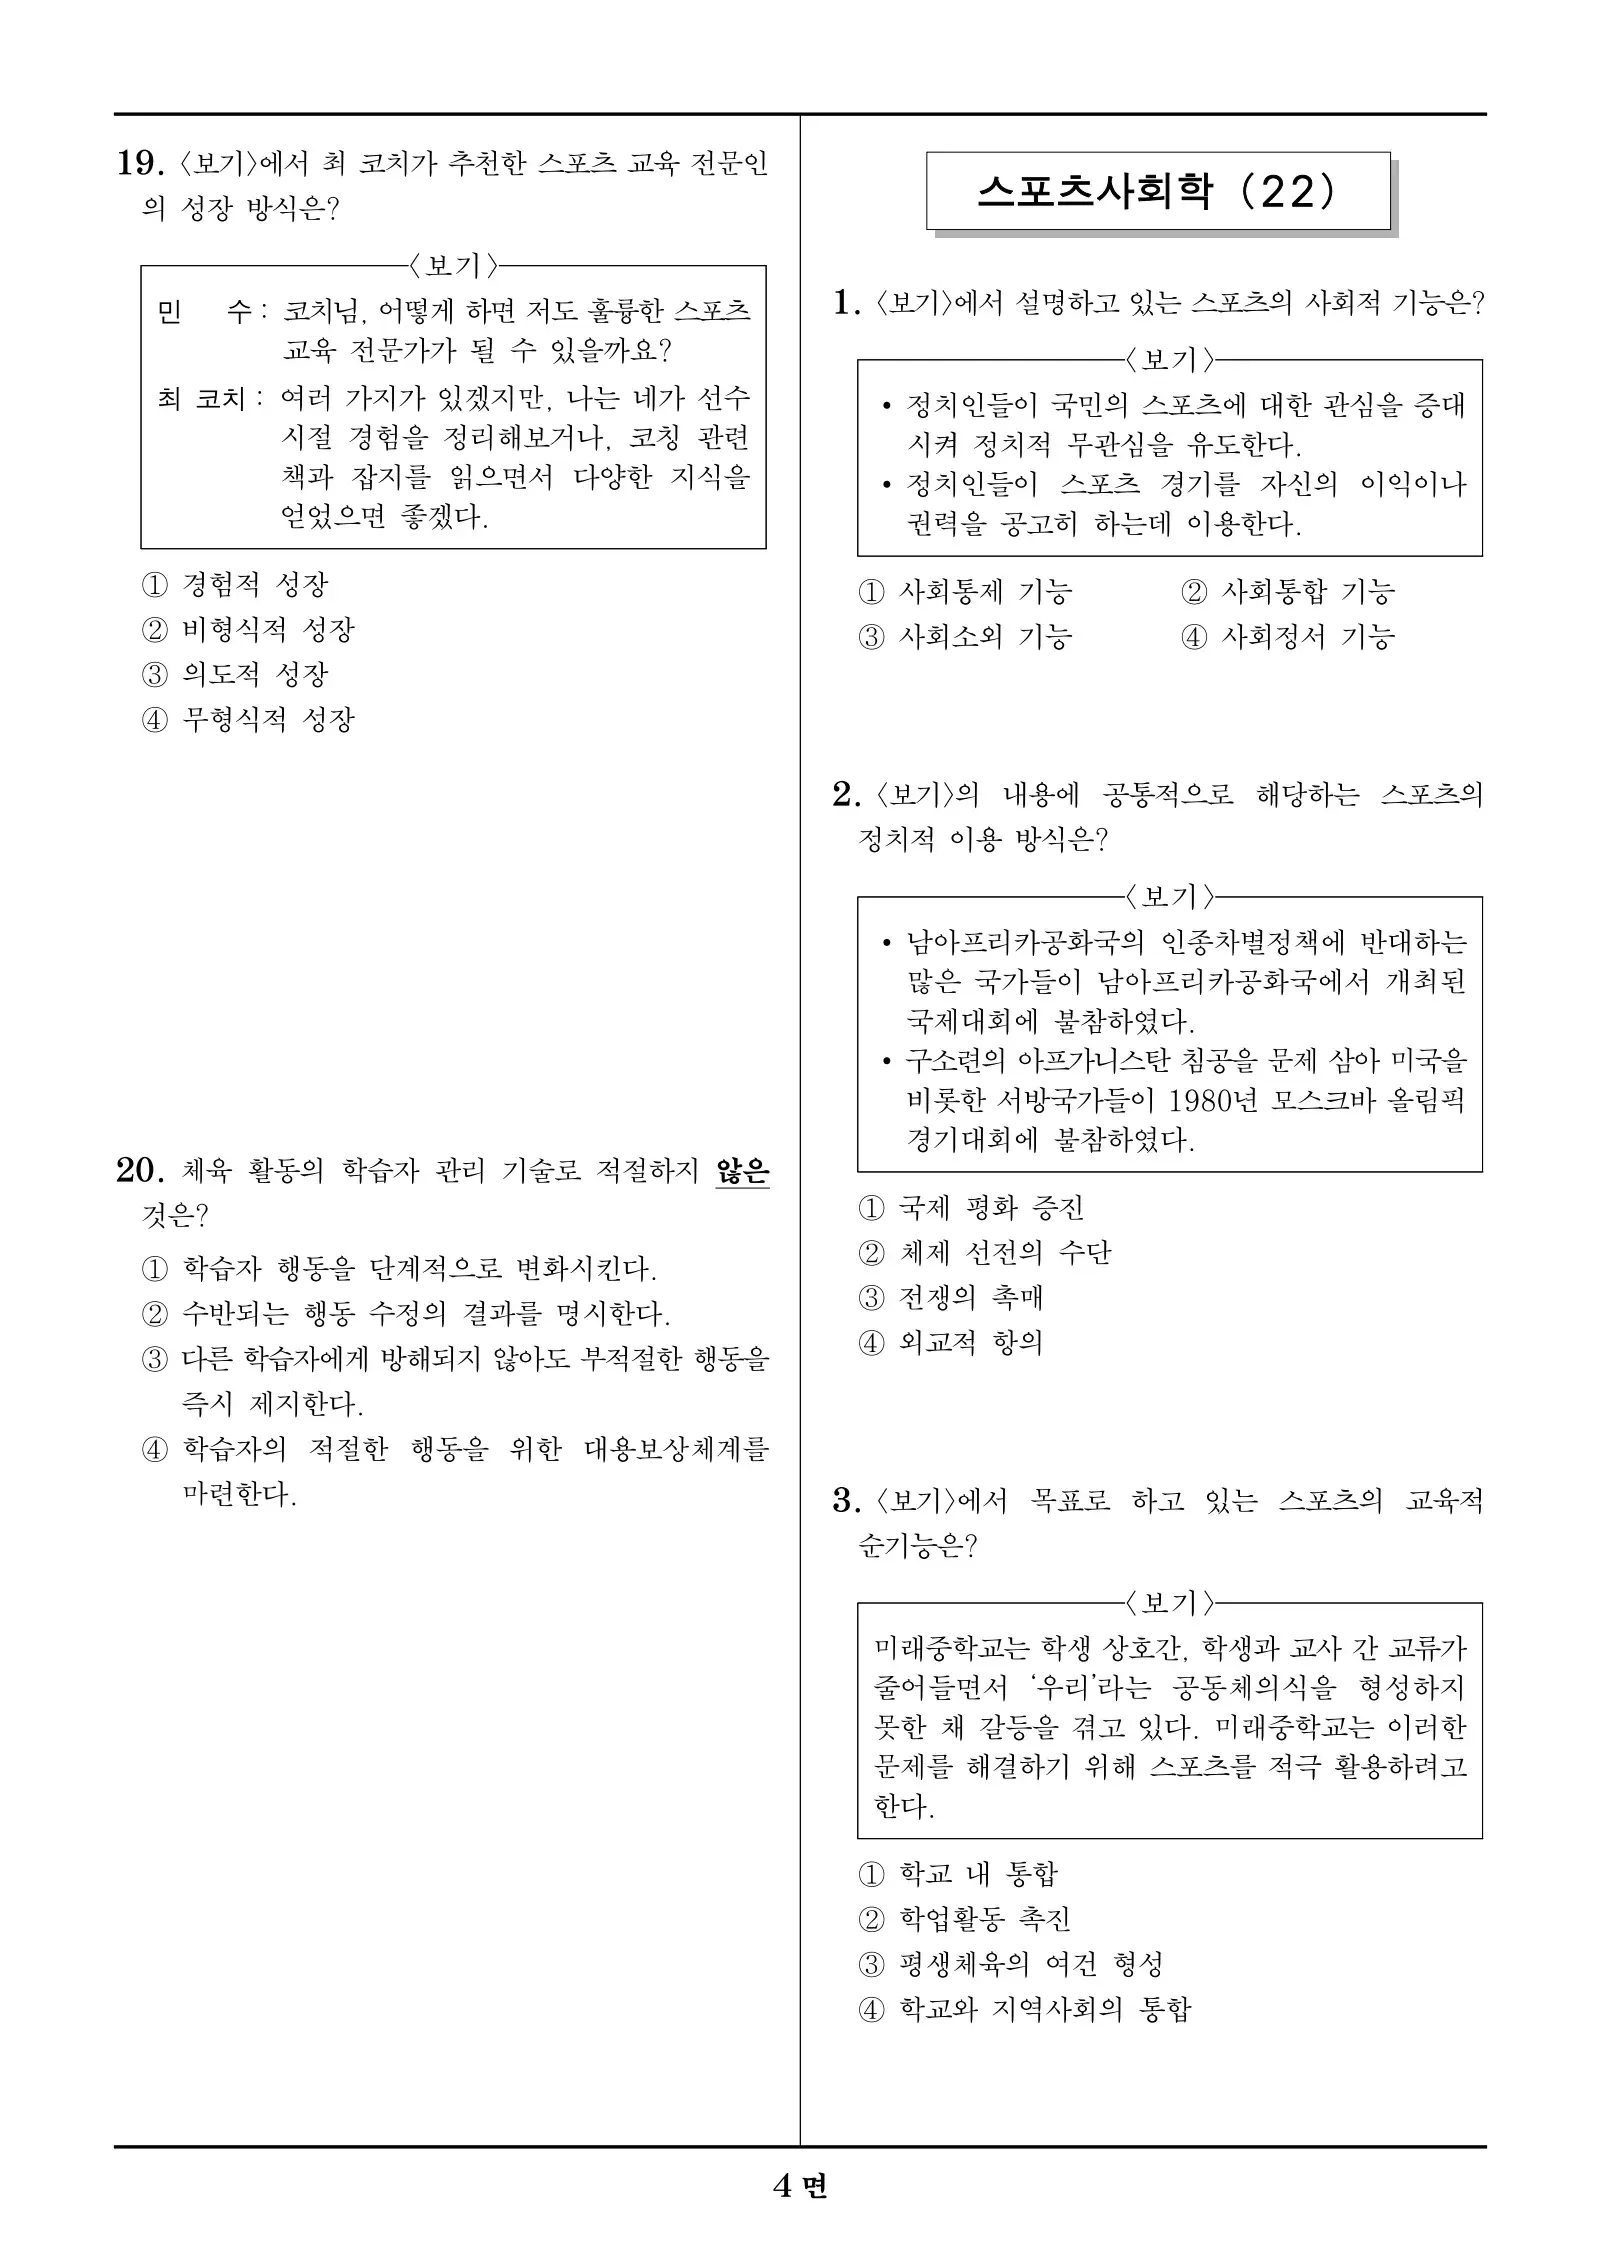 19. 〈보기〉에서 최 코치가 추천한 스포츠 교육 전문인
의 성장 방식은?
〈보기〉
민 수 : 코치님, 어떻게 하면 저도 훌륭한 스포츠
교육 전문가가 될 수 있을까요?
최 코치 : 여러 가지가 있겠지만, 나는 네가 선수
시절 경험을 정리해보거나, 코칭 관련
책과 잡지를 읽으면서 다양한 지식을
얻었으면 좋겠다.
① 경험적 성장
② 비형식적 성장
③ 의도적 성장
④ 무형식적 성장
20. 체육 활동의 학습자 관리 기술로 적절하지 않은
것은?
① 학습자 행동을 단계적으로 변화시킨다.
② 수반되는 행동 수정의 결과를 명시한다.
③ 다른 학습자에게 방해되지 않아도 부적절한 행동을
즉시 제지한다.
④ 학습자의 적절한 행동을 위한 대용보상체계를
마련한다.
스포츠사회학 (22)
1. 〈보기〉에서 설명하고 있는 스포츠의 사회적 기능은?
〈보기〉
• 정치인들이 국민의 스포츠에 대한 관심을 증대
시켜 정치적 무관심을 유도한다.
• 정치인들이 스포츠 경기를 자신의 이익이나
권력을 공고히 하는데 이용한다.
① 사회통제 기능 ② 사회통합 기능
③ 사회소외 기능 ④ 사회정서 기능
2. 〈보기〉의 내용에 공통적으로 해당하는 스포츠의
정치적 이용 방식은?
〈보기〉
• 남아프리카공화국의 인종차별정책에 반대하는
많은 국가들이 남아프리카공화국에서 개최된
국제대회에 불참하였다.
• 구소련의 아프가니스탄 침공을 문제 삼아 미국을
비롯한 서방국가들이 1980년 모스크바 올림픽
경기대회에 불참하였다.
① 국제 평화 증진
② 체제 선전의 수단
③ 전쟁의 촉매
④ 외교적 항의
3. 〈보기〉에서 목표로 하고 있는 스포츠의 교육적
순기능은?
〈보기〉
미래중학교는 학생 상호간, 학생과 교사 간 교류가
줄어들면서 ‘우리’라는 공동체의식을 형성하지
못한 채 갈등을 겪고 있다. 미래중학교는 이러한
문제를 해결하기 위해 스포츠를 적극 활용하려고
한다.
① 학교 내 통합
② 학업활동 촉진
③ 평생체육의 여건 형성
④ 학교와 지역사회의 통합
4 면